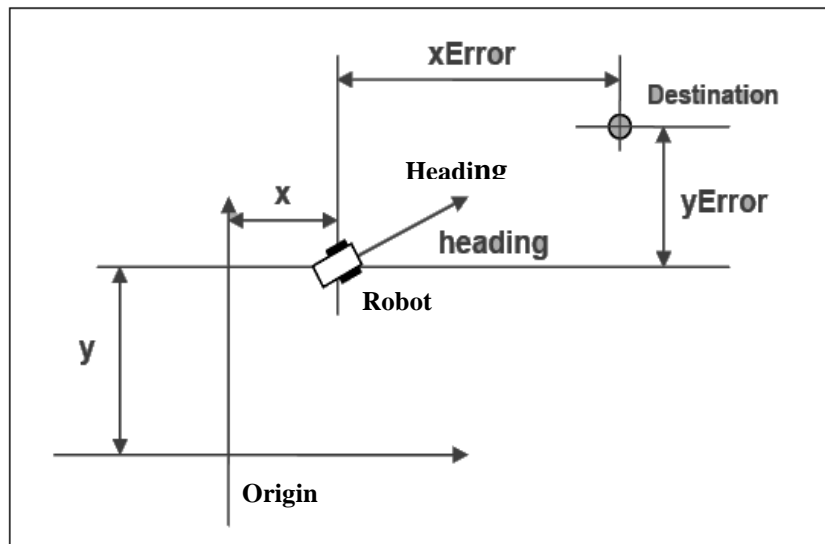 xError
Destination
Heading
x
yError
heading
Robot
y
Origin